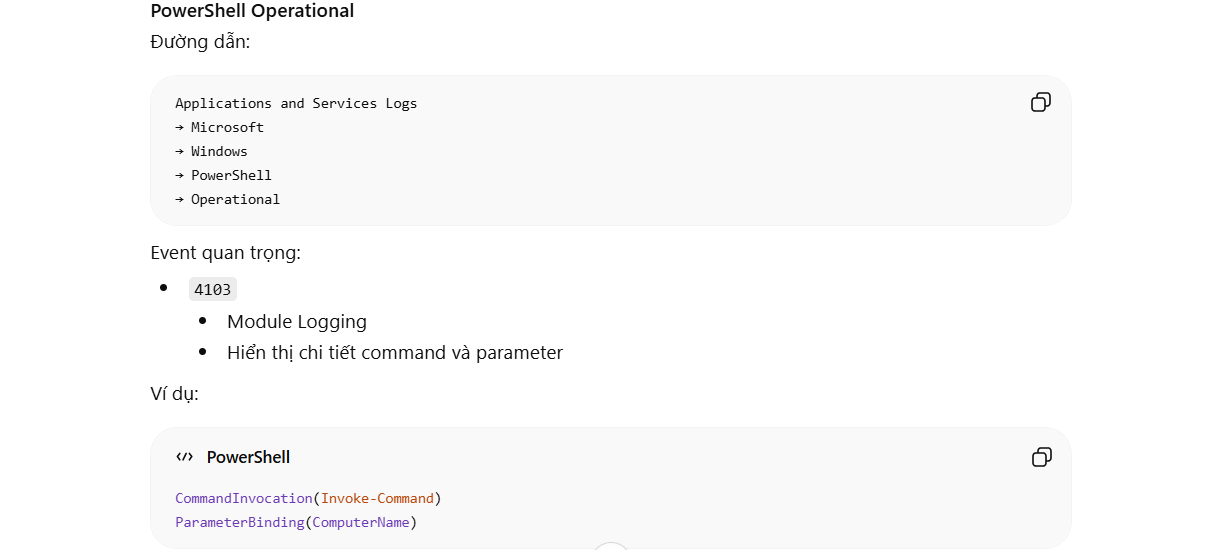 PowerShell Operational
Đường dẫn:
Applications and Services Logs
→ Microsoft
→ Windows
→ PowerShell
→ Operational
Event quan trọng:
• 4103
• Module Logging
• Hiển thị chi tiết command và parameter
Ví dụ:
</> PowerShell
CommandInvocation(Invoke-Command)
ParameterBinding(ComputerName)